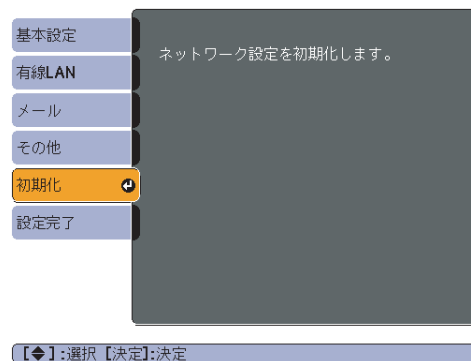 基本設定
有線LAN
メール
その他
初期化
設定完了
ネットワーク設定を初期化します。
[◆]:選択 [決定]:決定